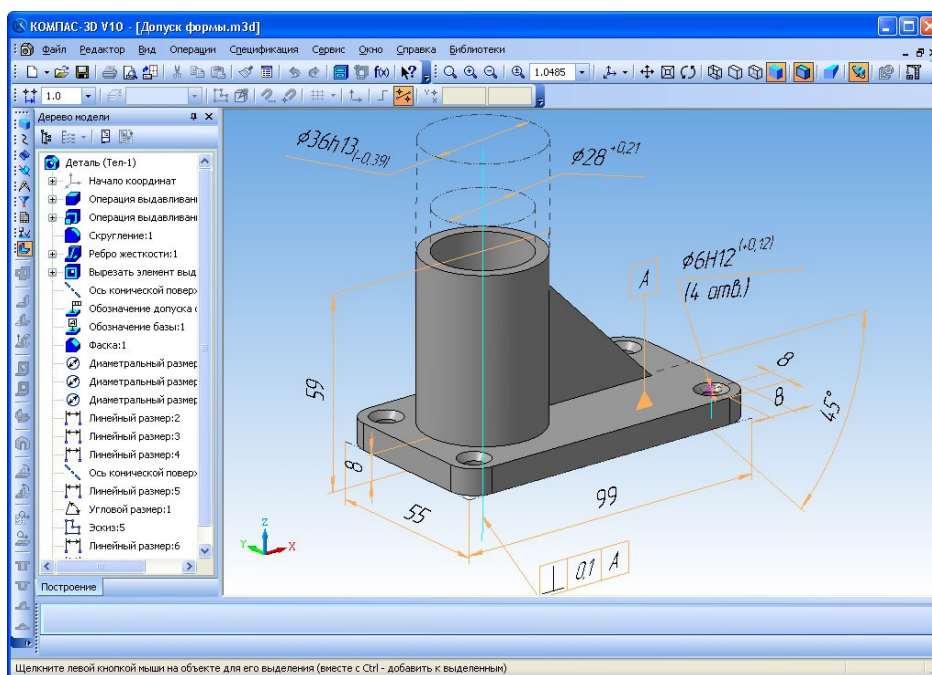 КОМПАС-3D V10 - [Допуск формы.m3d]
Файл Редактор Вид Операции Спецификация Сервис Окно Справка Библиотеки
f(x) 1.0485
1.0
Дерево модели
Деталь (Тел-1)
Начало координат
Операция выдавливани
Операция выдавливани
Скругление:1
Ребро жесткости:1
Вырезать элемент выд
Ось конической поверх
Обозначение допуска ф
Обозначение базы:1
Фаска:1
Диаметральный размер
Диаметральный размер
Диаметральный размер
Линейный размер:2
Линейный размер:3
Линейный размер:4
Ось конической поверх
Линейный размер:5
Угловой размер:1
Эскиз:5
Линейный размер:6
Построение
Ø36h13(-0,39)
Ø28 +0,21
Ø6H12(+0,12)
(4 отв.)
А
59
8
8
45°
8
55
99
⊥ 0,1 А
Z
Y
X
Щелкните левой кнопкой мыши на объекте для его выделения (вместе с Ctrl - добавить к выделенным)